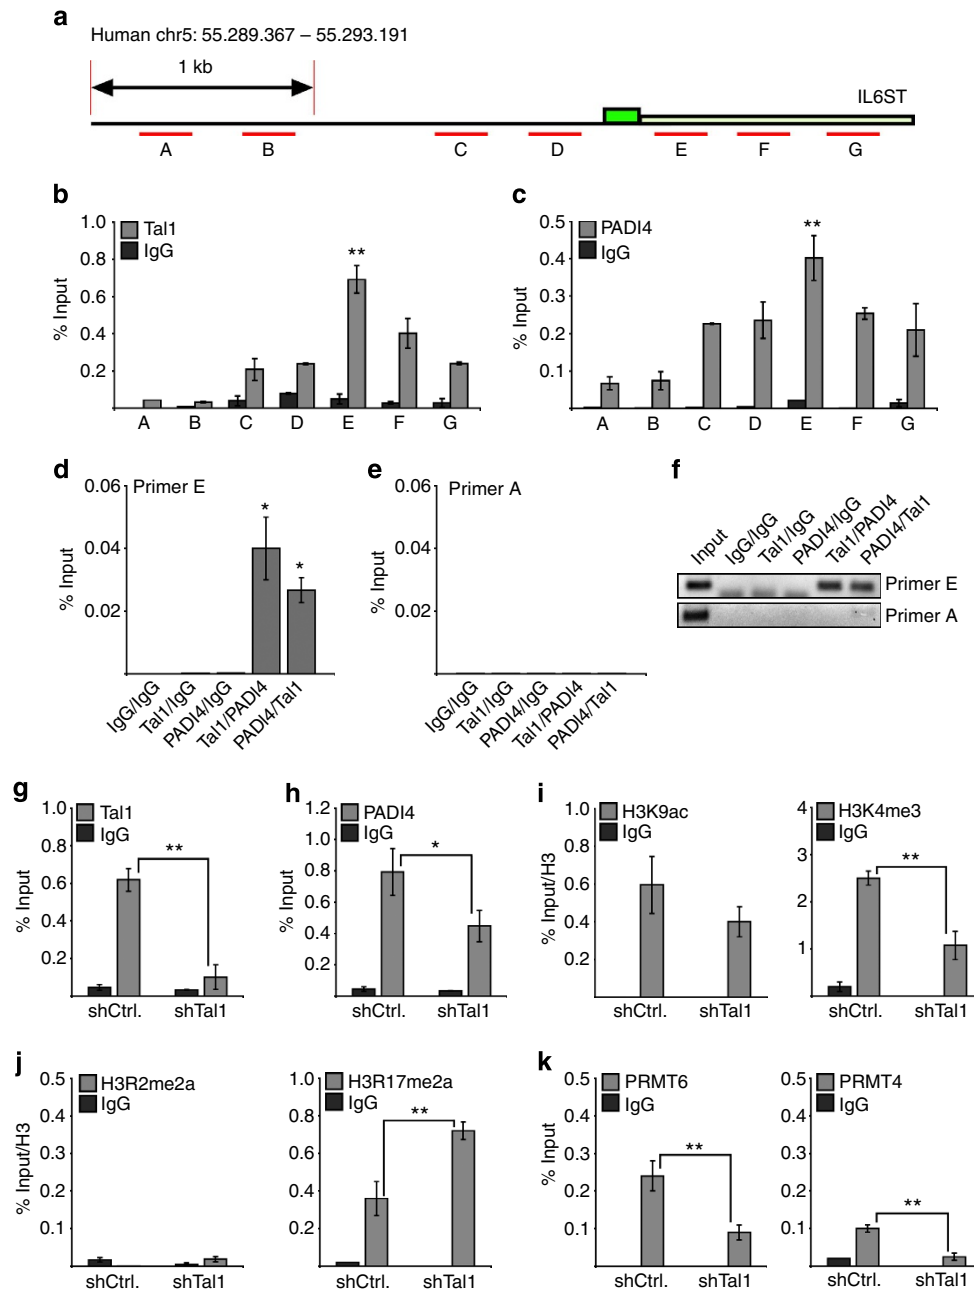 a
Human chr5: 55.289.367 – 55.293.191
1 kb
IL6ST
A B C D E F G
b
Tal1
IgG
% Input
1.0
0.8
0.6
0.4
0.2
A B C D E F G
**
c
PADI4
IgG
% Input
0.5
0.4
0.3
0.2
0.1
A B C D E F G
**
d
Primer E
% Input
0.06
0.04
0.02
* *
IgG/IgG
Tal1/IgG
PADI4/IgG
Tal1/PADI4
PADI4/Tal1
e
Primer A
% Input
0.06
0.04
0.02
IgG/IgG
Tal1/IgG
PADI4/IgG
Tal1/PADI4
PADI4/Tal1
f
Input
IgG/IgG
Tal1/IgG
PADI4/IgG
Tal1/PADI4
PADI4/Tal1
Primer E
Primer A
g
Tal1
IgG
% Input
1.0
0.8
0.6
0.4
0.2
**
shCtrl. shTal1
h
PADI4
IgG
% Input
1.2
1.0
0.8
0.6
0.4
0.2
*
shCtrl. shTal1
i
H3K9ac
IgG
% Input/H3
1.0
0.8
0.6
0.4
0.2
shCtrl. shTal1
H3K4me3
IgG
4
3
2
1
**
shCtrl. shTal1
j
H3R2me2a
IgG
% Input/H3
0.5
0.4
0.3
0.2
0.1
shCtrl. shTal1
H3R17me2a
IgG
1.0
0.8
0.6
0.4
0.2
**
shCtrl. shTal1
k
PRMT6
IgG
% Input
0.5
0.4
0.3
0.2
0.1
**
shCtrl. shTal1
PRMT4
IgG
0.5
0.4
0.3
0.2
0.1
**
shCtrl. shTal1